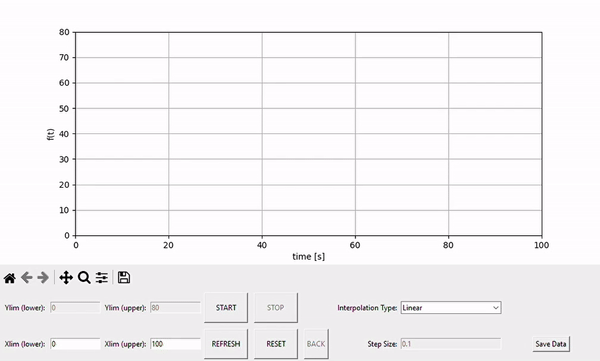 80
70
60
50
40
30
20
10
0
f(t)
0 20 40 60 80 100
time [s]
Ylim (lower): 0 Ylim (upper): 80 START STOP Interpolation Type: Linear
Xlim (lower): 0 Xlim (upper): 100 REFRESH RESET BACK Step Size: 0.1 Save Data